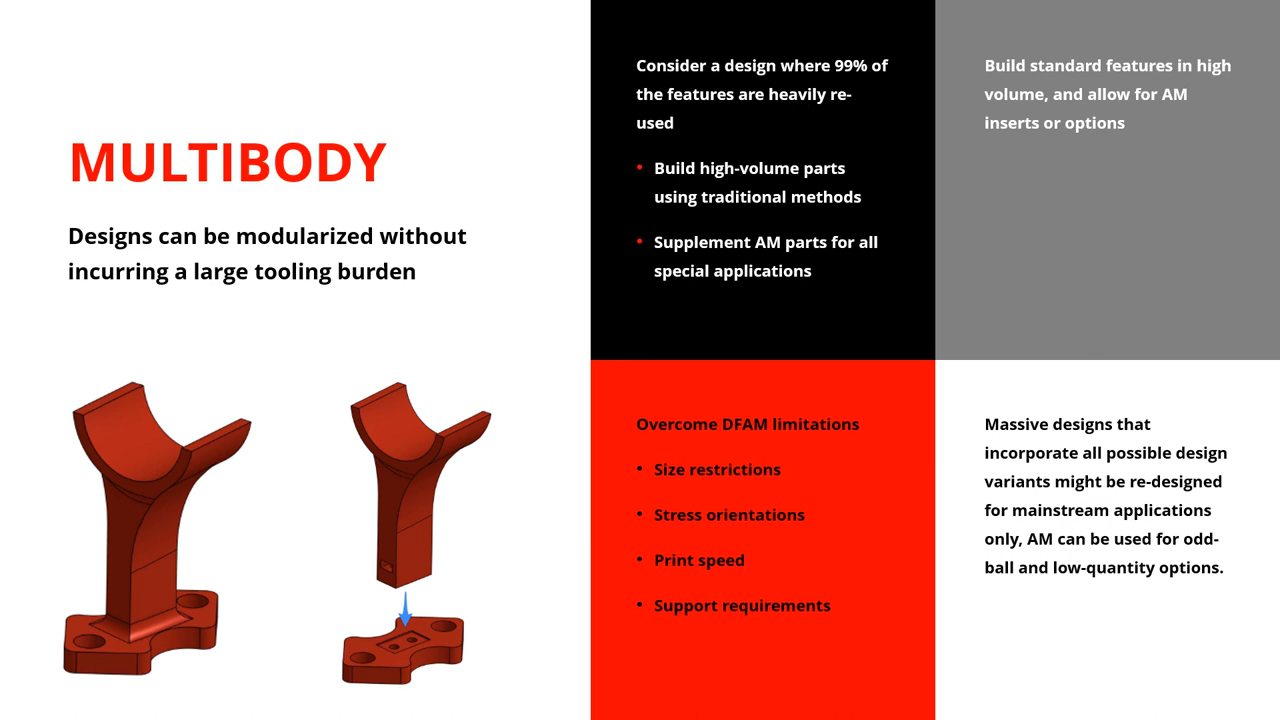 MULTIBODY
Designs can be modularized without
incurring a large tooling burden
Consider a design where 99% of
the features are heavily re-
used
• Build high-volume parts
using traditional methods
• Supplement AM parts for all
special applications
Build standard features in high
volume, and allow for AM
inserts or options
Overcome DFAM limitations
• Size restrictions
• Stress orientations
• Print speed
• Support requirements
Massive designs that
incorporate all possible design
variants might be re-designed
for mainstream applications
only, AM can be used for odd-
ball and low-quantity options.